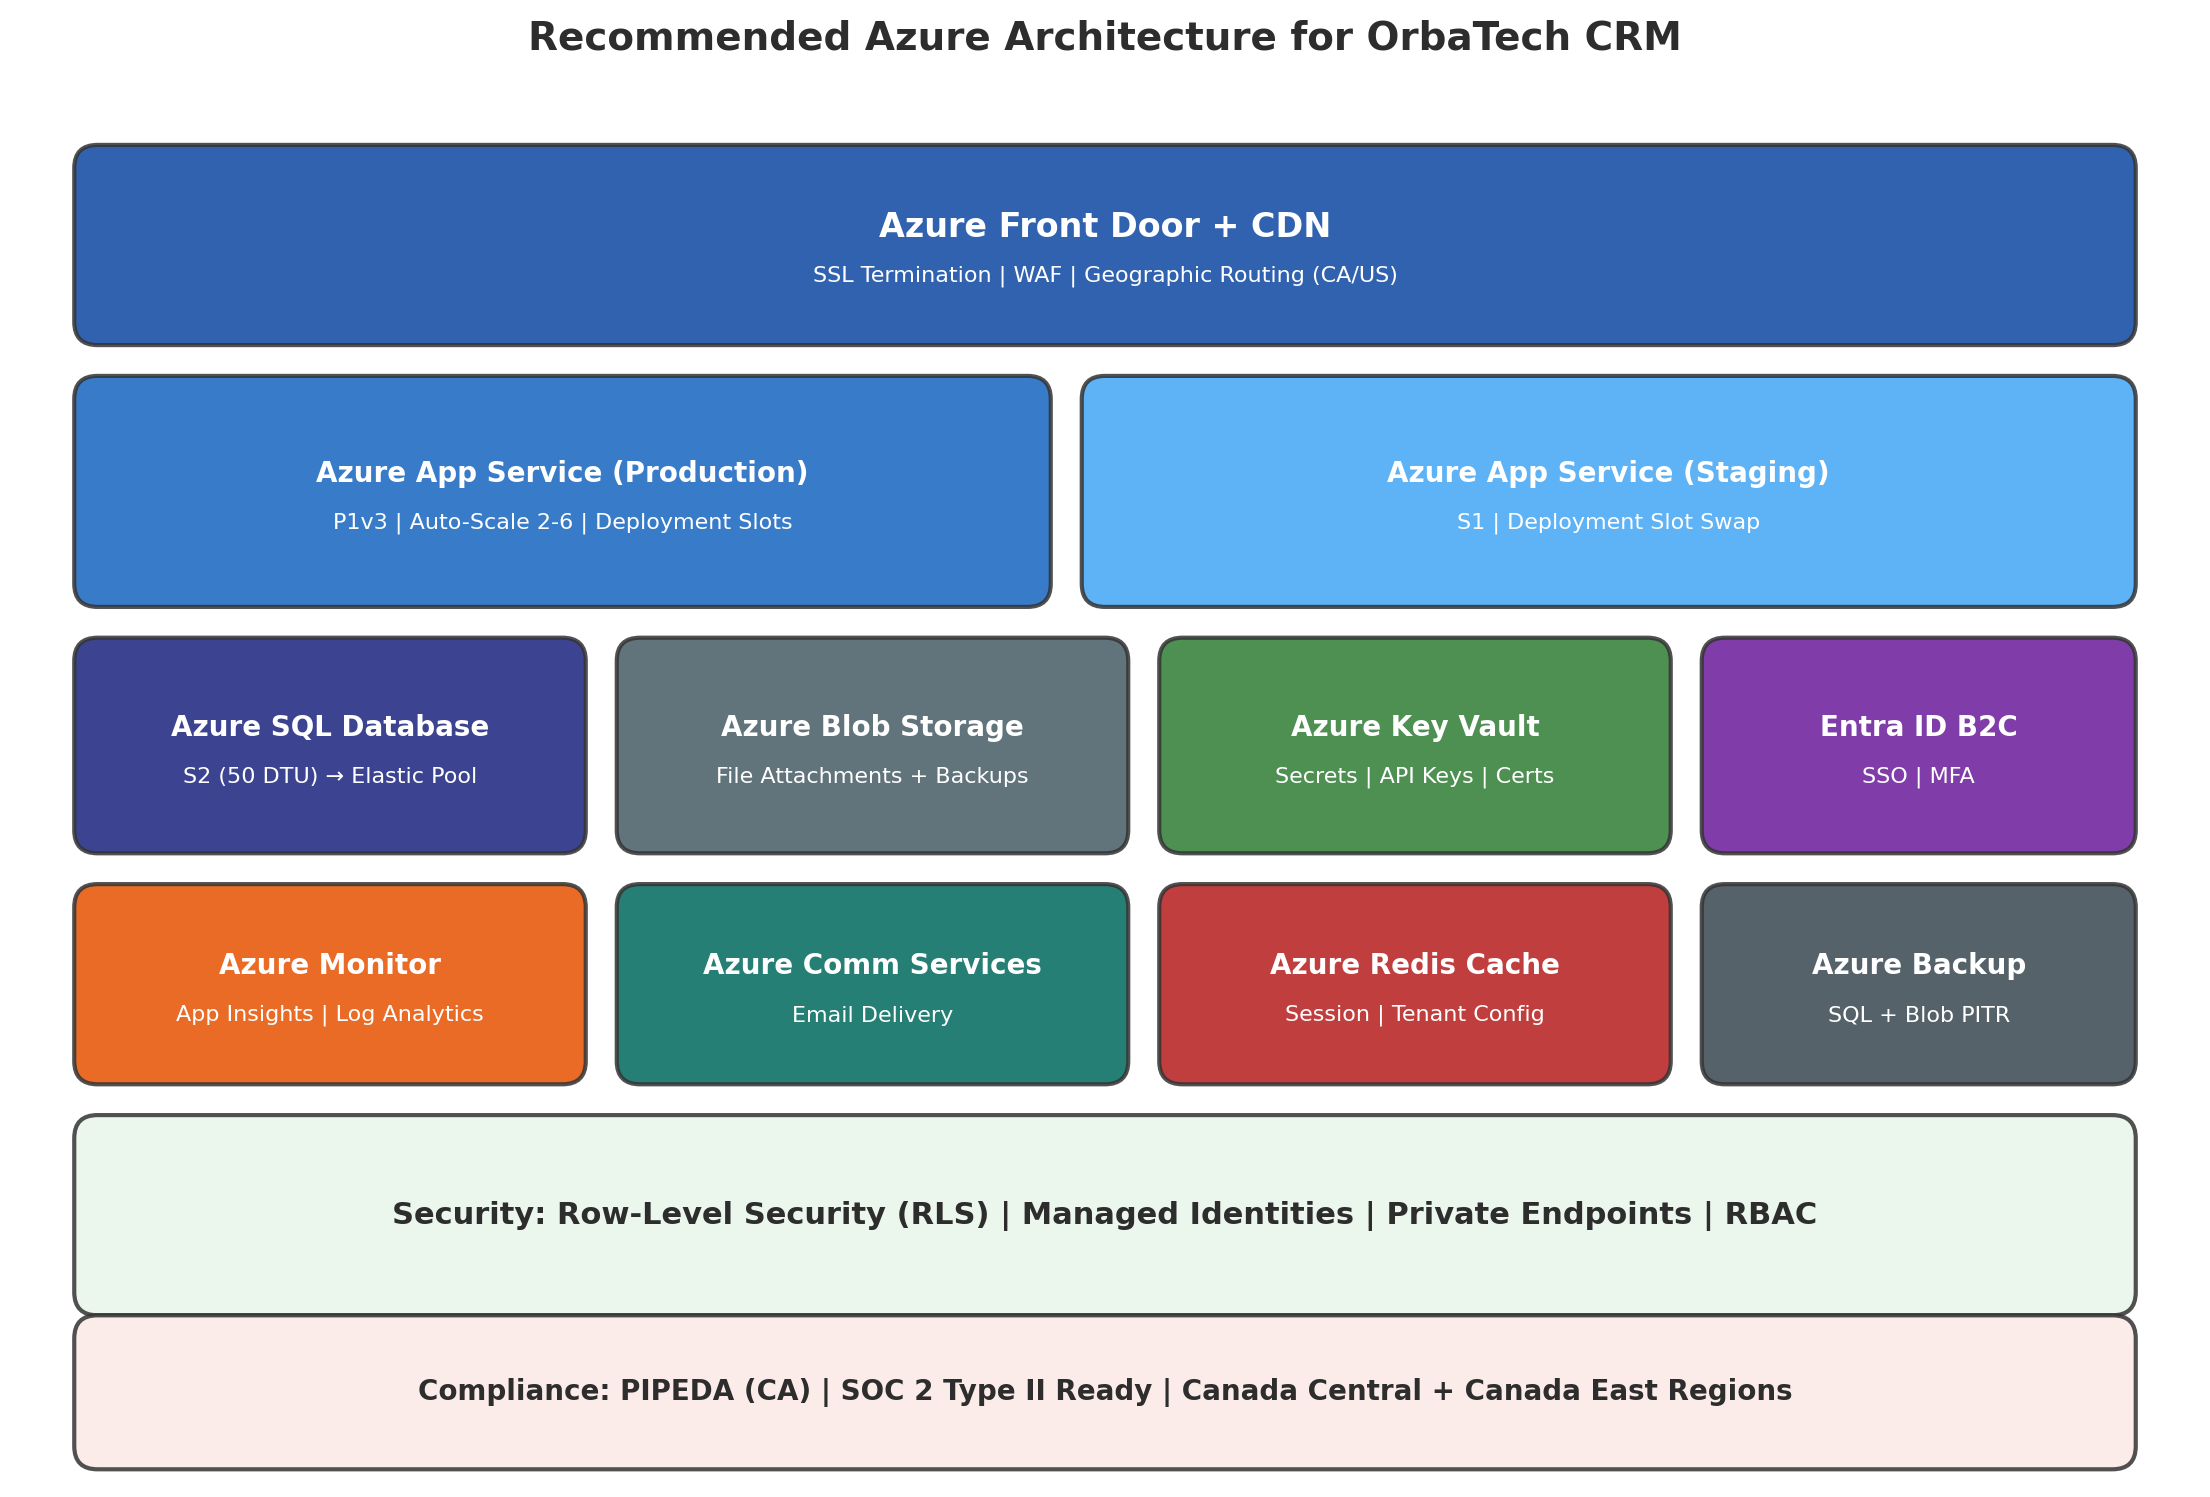 Recommended Azure Architecture for OrbaTech CRM
Azure Front Door + CDN
SSL Termination | WAF | Geographic Routing (CA/US)
Azure App Service (Production)
P1v3 | Auto-Scale 2-6 | Deployment Slots
Azure App Service (Staging)
S1 | Deployment Slot Swap
Azure SQL Database
S2 (50 DTU) → Elastic Pool
Azure Blob Storage
File Attachments + Backups
Azure Key Vault
Secrets | API Keys | Certs
Entra ID B2C
SSO | MFA
Azure Monitor
App Insights | Log Analytics
Azure Comm Services
Email Delivery
Azure Redis Cache
Session | Tenant Config
Azure Backup
SQL + Blob PITR
Security: Row-Level Security (RLS) | Managed Identities | Private Endpoints | RBAC
Compliance: PIPEDA (CA) | SOC 2 Type II Ready | Canada Central + Canada East Regions